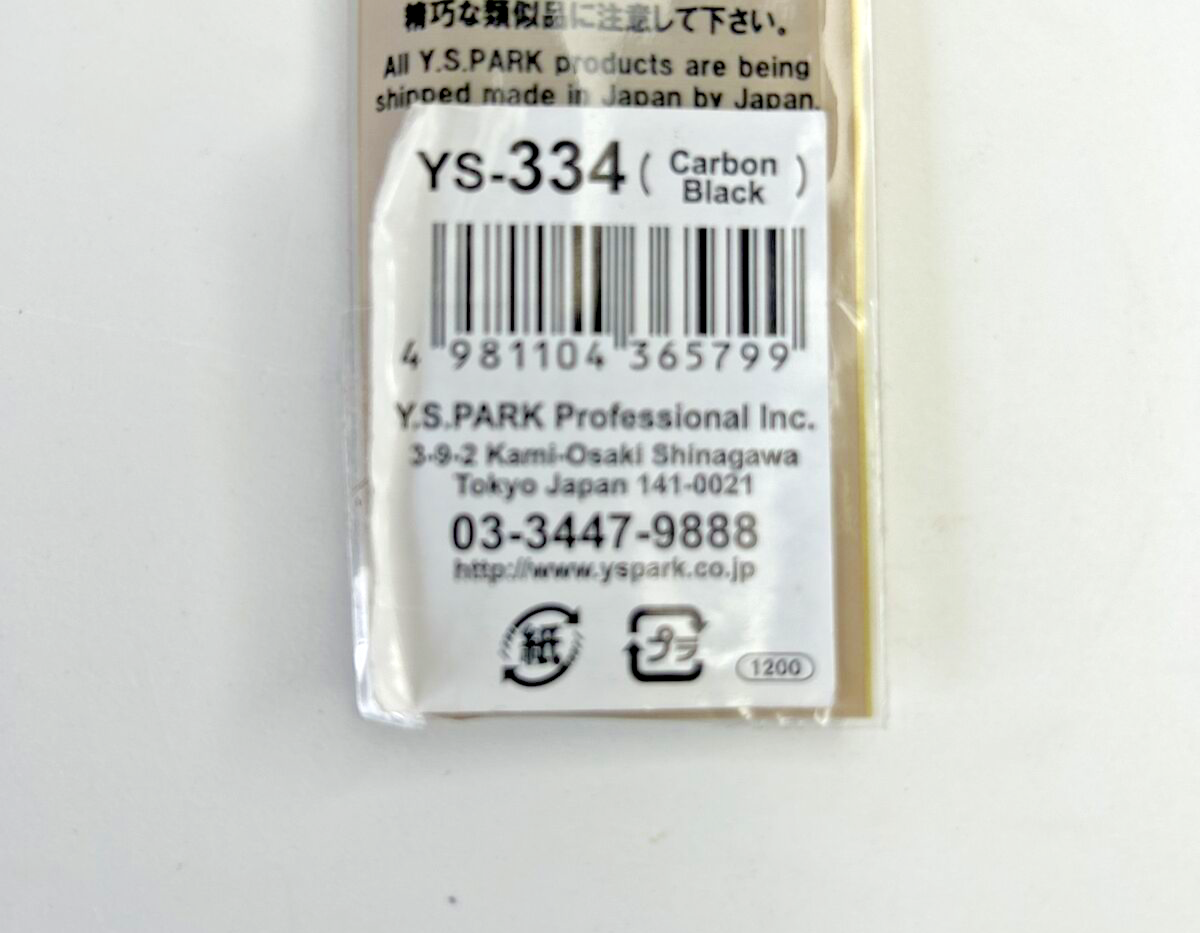 精巧な類似品に注意して下さい。
All Y.S.PARK products are being
shipped made in Japan by Japan.
YS-334 ( Carbon Black )
4 981104 365799
Y.S.PARK Professional Inc.
3-9-2 Kami-Osaki Shinagawa
Tokyo Japan 141-0021
03-3447-9888
http://www.yspark.co.jp
紙 プラ 1200